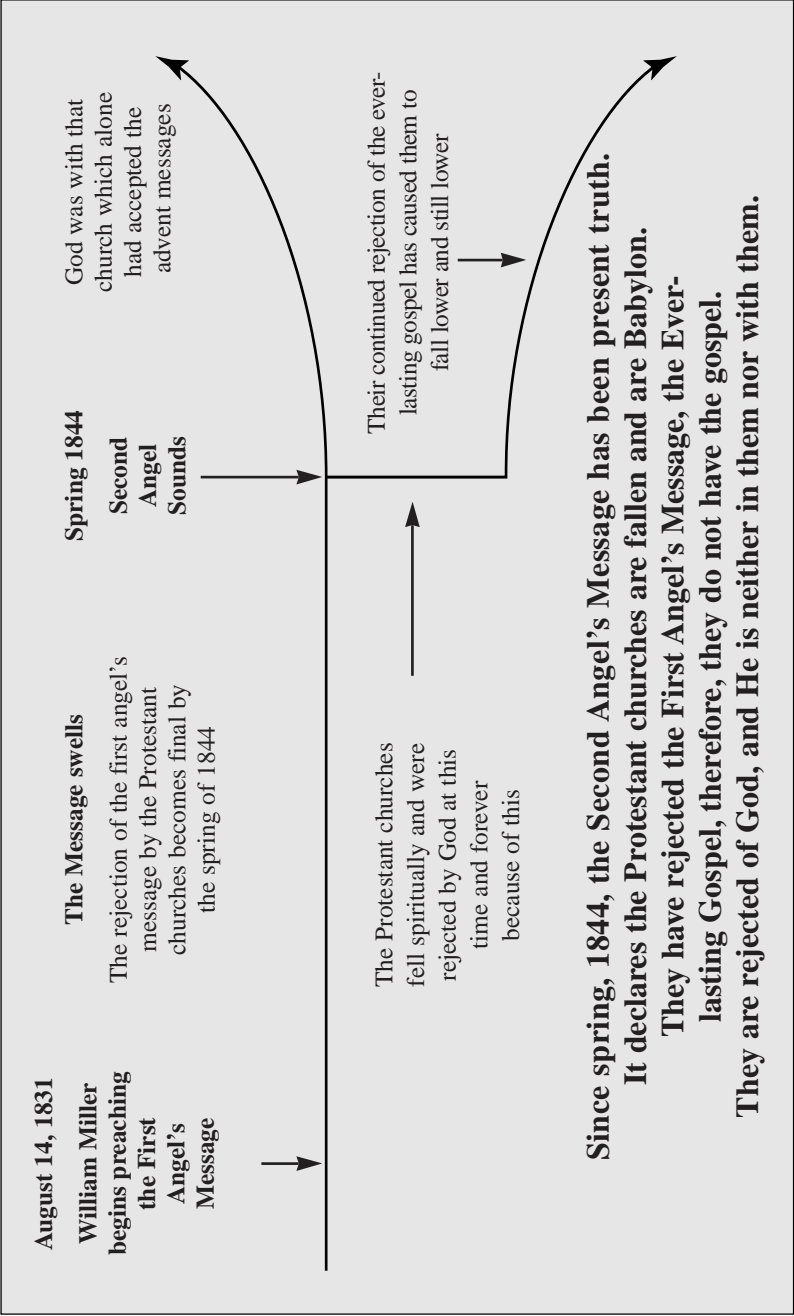 August 14, 1831
William Miller
begins preaching
the First
Angel's
Message
The Message swells
The rejection of the first angel's
message by the Protestant
churches becomes final by
the spring of 1844
Spring 1844
Second
Angel
Sounds
God was with that
church which alone
had accepted the
advent messages
The Protestant churches
fell spiritually and were
rejected by God at this
time and forever
because of this
Their continued rejection of the ever-
lasting gospel has caused them to
fall lower and still lower
Since spring, 1844, the Second Angel's Message has been present truth.
It declares the Protestant churches are fallen and are Babylon.
They have rejected the First Angel's Message, the Ever-
lasting Gospel, therefore, they do not have the gospel.
They are rejected of God, and He is neither in them nor with them.